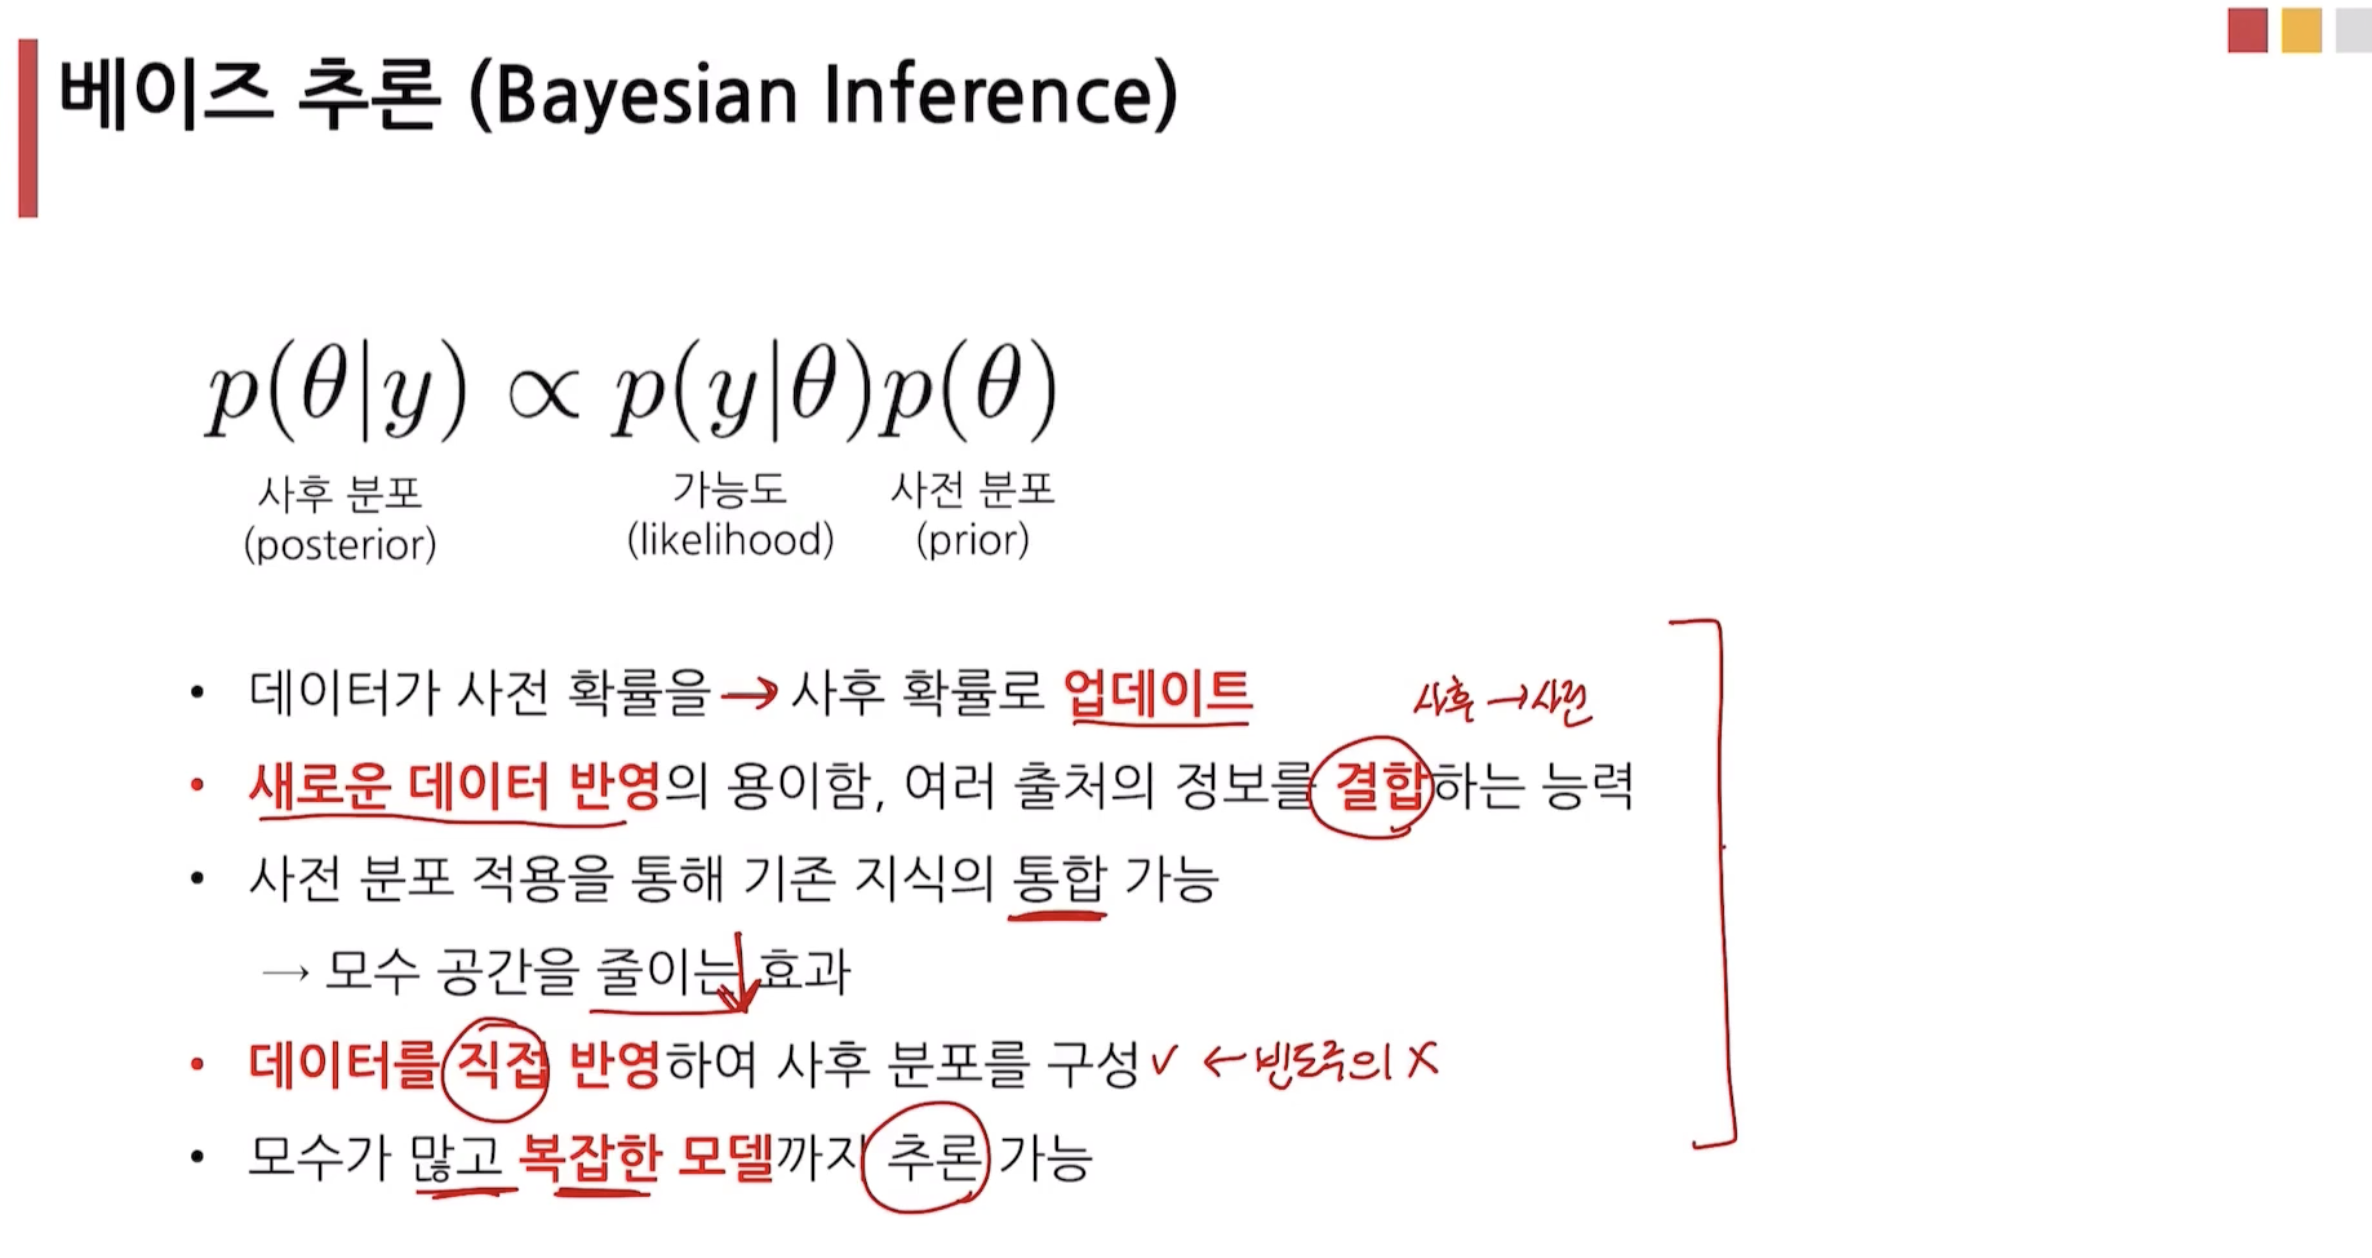 베이즈 추론 (Bayesian Inference)
p(θ|y) ∝ p(y|θ)p(θ)
사후 분포 가능도 사전 분포
(posterior) (likelihood) (prior)
• 데이터가 사전 확률을 → 사후 확률로 업데이트
사후 → 사전
• 새로운 데이터 반영의 용이함, 여러 출처의 정보를 결합하는 능력
• 사전 분포 적용을 통해 기존 지식의 통합 가능
→ 모수 공간을 줄이는 효과
• 데이터를 직접 반영하여 사후 분포를 구성 ✓ ← 빈도주의 X
• 모수가 많고 복잡한 모델까지 추론 가능